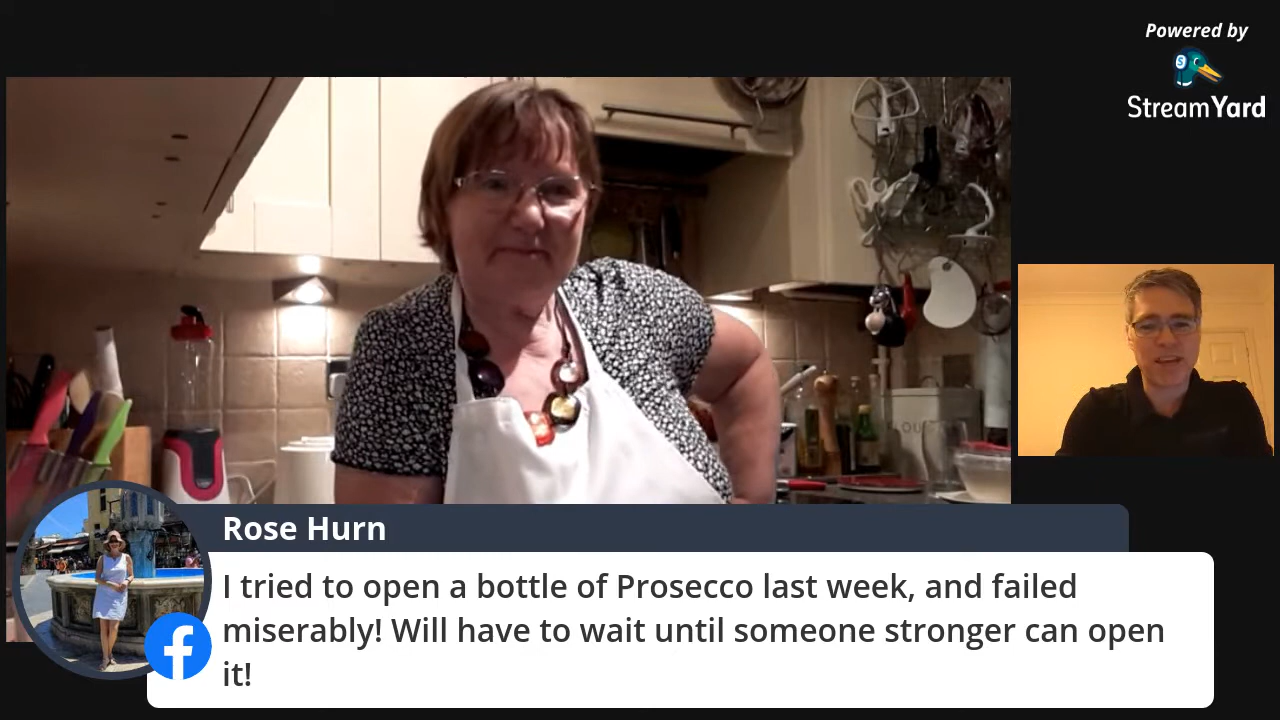 Powered by
StreamYard
FLOUR
Rose Hurn
I tried to open a bottle of Prosecco last week, and failed
miserably! Will have to wait until someone stronger can open
it!